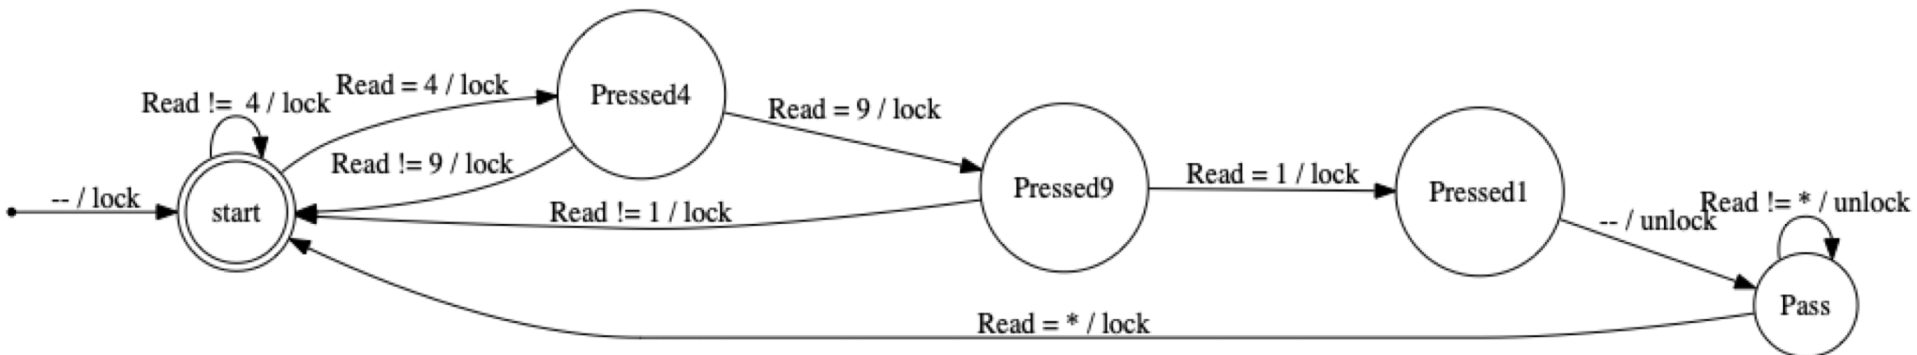 -- / lock
start
Read !=  4 / lock
Read = 4 / lock
Read != 9 / lock
Pressed4
Read = 9 / lock
Read != 1 / lock
Pressed9
Read = 1 / lock
Pressed1
-- / unlock
Read != * / unlock
Pass
Read = * / lock